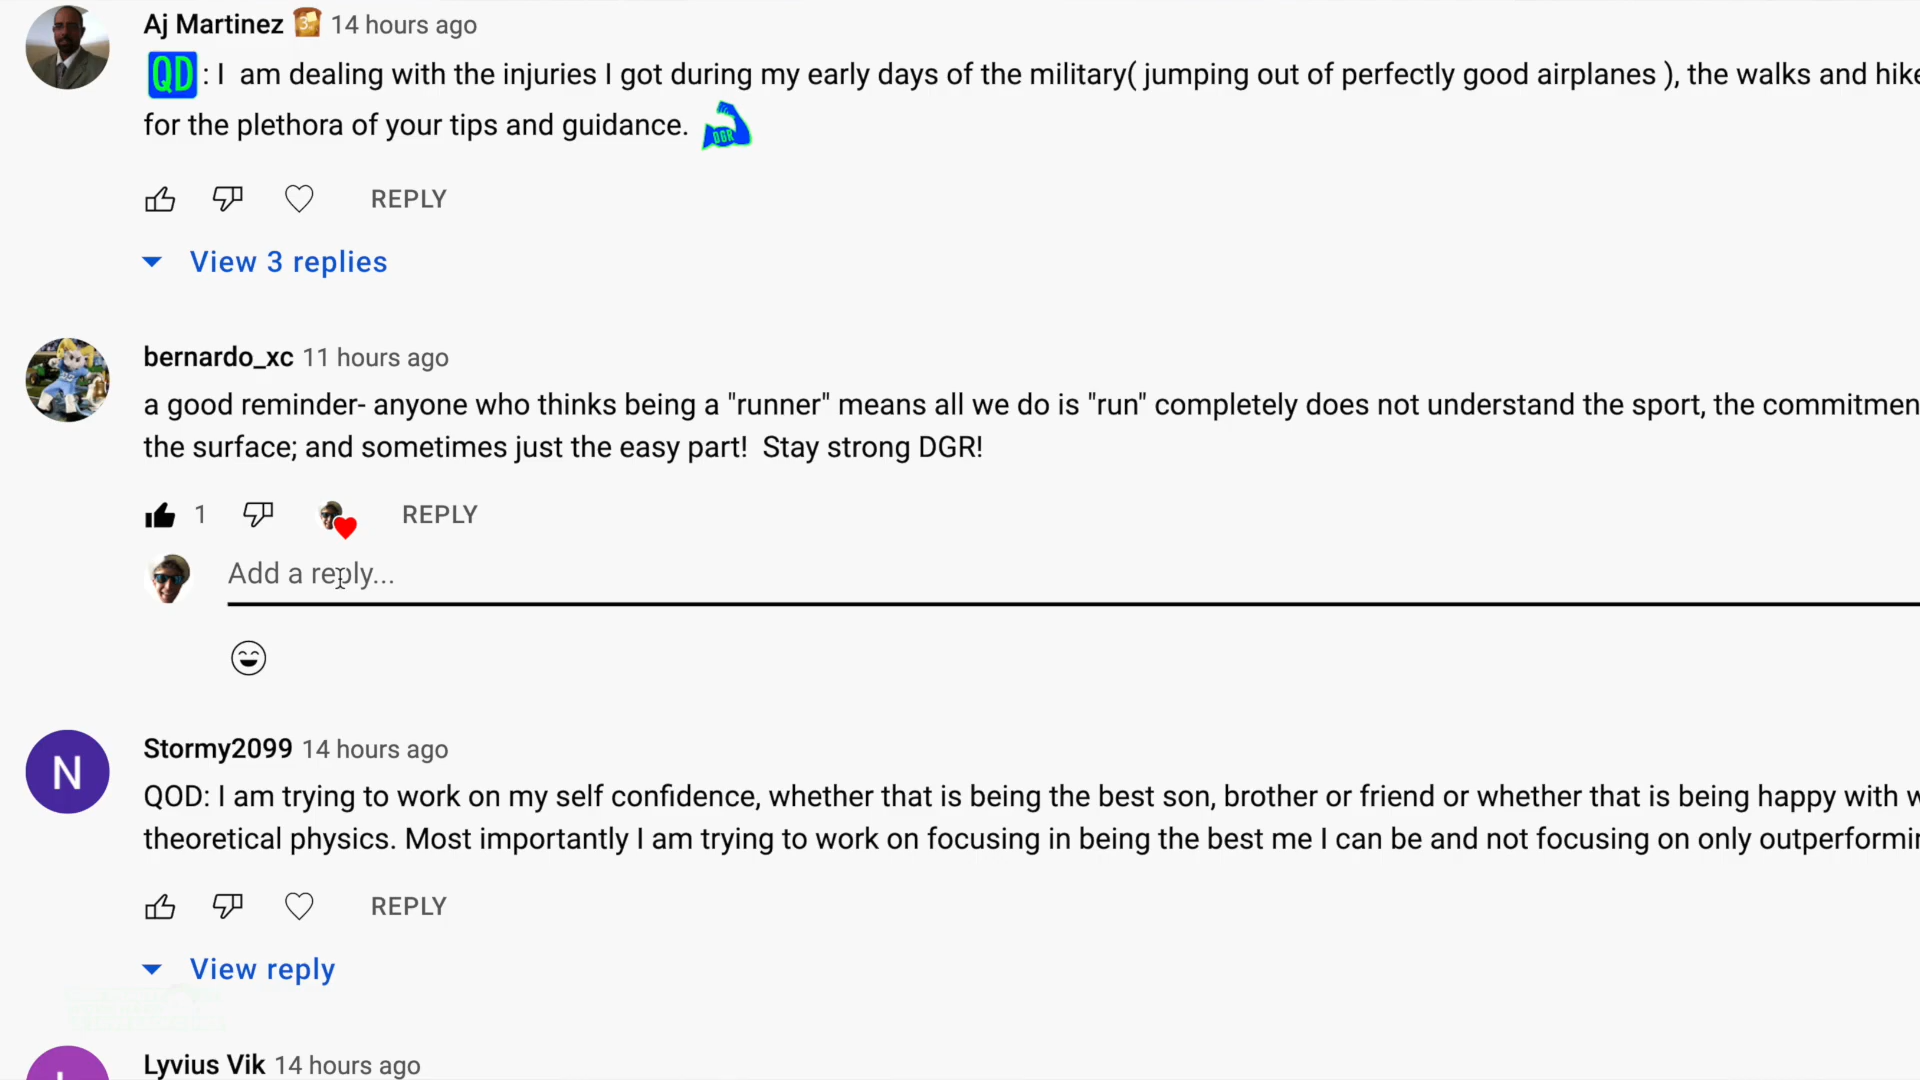 Aj Martinez 3 14 hours ago
QD : I am dealing with the injuries I got during my early days of the military( jumping out of perfectly good airplanes ), the walks and hike
for the plethora of your tips and guidance. DGR
REPLY
View 3 replies
bernardo_xc 11 hours ago
a good reminder- anyone who thinks being a "runner" means all we do is "run" completely does not understand the sport, the commitmen
the surface; and sometimes just the easy part! Stay strong DGR!
1 REPLY
Add a reply...
Stormy2099 14 hours ago
N
QOD: I am trying to work on my self confidence, whether that is being the best son, brother or friend or whether that is being happy with w
theoretical physics. Most importantly I am trying to work on focusing in being the best me I can be and not focusing on only outperformin
REPLY
View reply
Lyvius Vik 14 hours ago